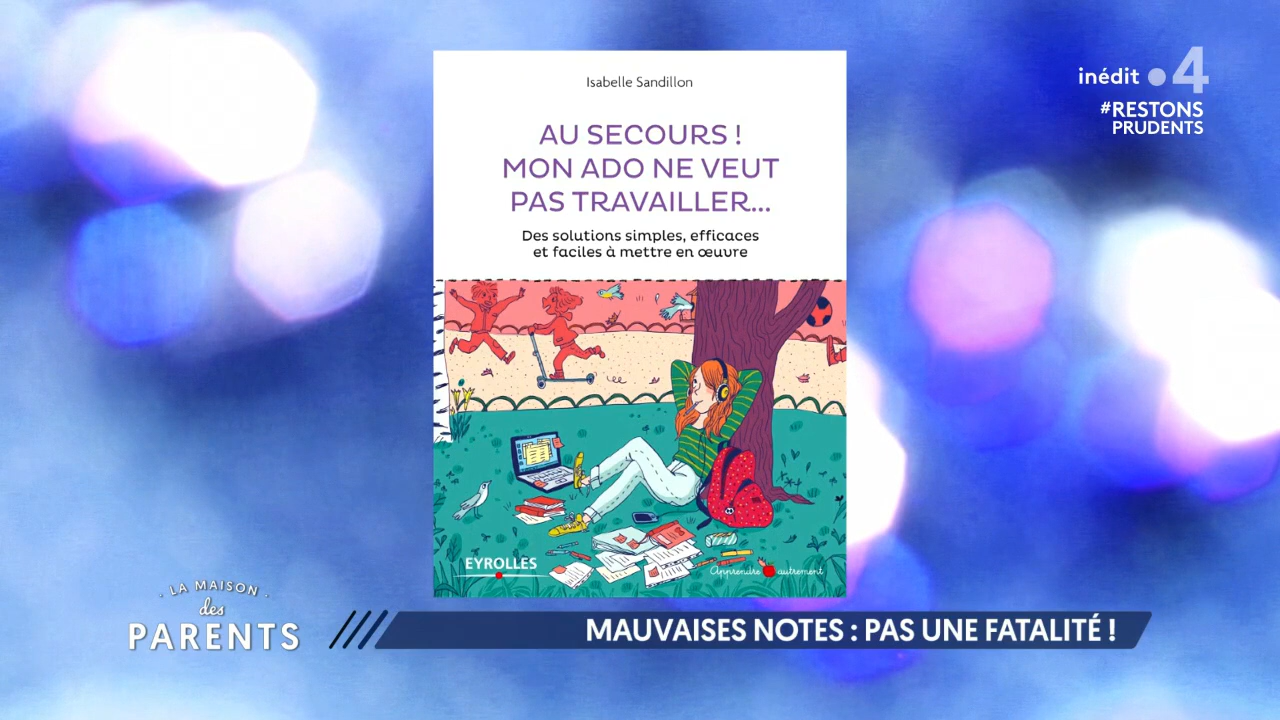 Isabelle Sandillon
AU SECOURS !
MON ADO NE VEUT
PAS TRAVAILLER...
Des solutions simples, efficaces
et faciles à mettre en œuvre
EYROLLES
Apprendre autrement
inédit 4
#RESTONS
PRUDENTS
· LA MAISON ·
des
PARENTS
MAUVAISES NOTES : PAS UNE FATALITÉ !